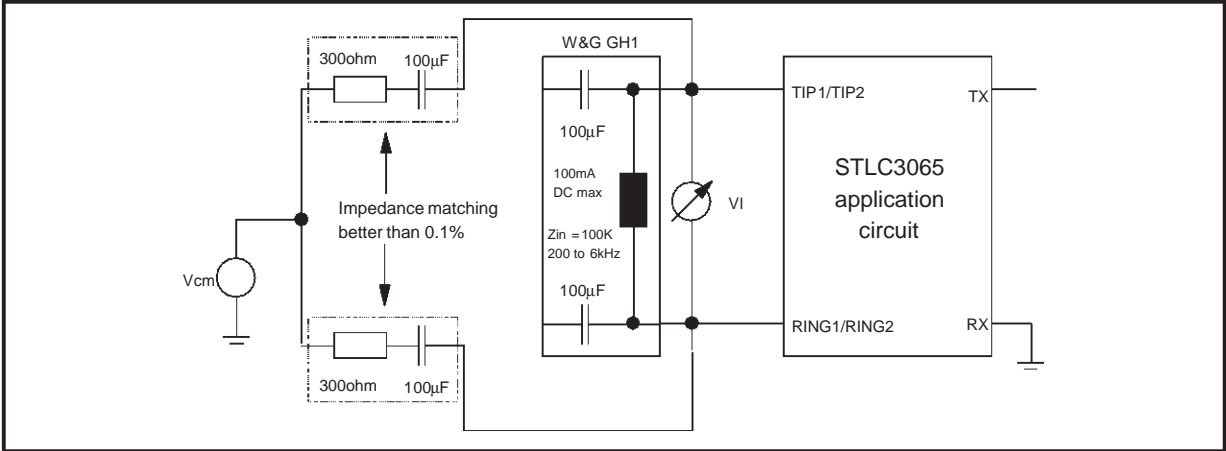 W&G GH1
300ohm
100μF
100μF
TIP1/TIP2
TX
100mA
DC max
STLC3065
application
circuit
Impedance matching
better than 0.1%
VI
Zin = 100K
200 to 6kHz
Vcm
100μF
RING1/RING2
RX
300ohm
100μF